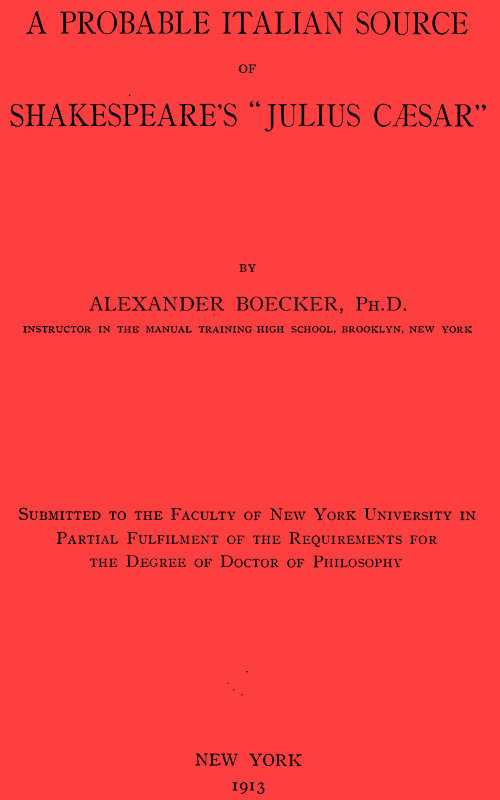 A PROBABLE ITALIAN SOURCE
OF
SHAKESPEARE'S "JULIUS CÆSAR"
BY
ALEXANDER BOECKER, Ph.D.
INSTRUCTOR IN THE MANUAL TRAINING HIGH SCHOOL, BROOKLYN, NEW YORK
Submitted to the Faculty of New York University in
Partial Fulfilment of the Requirements for
the Degree of Doctor of Philosophy
NEW YORK
1913